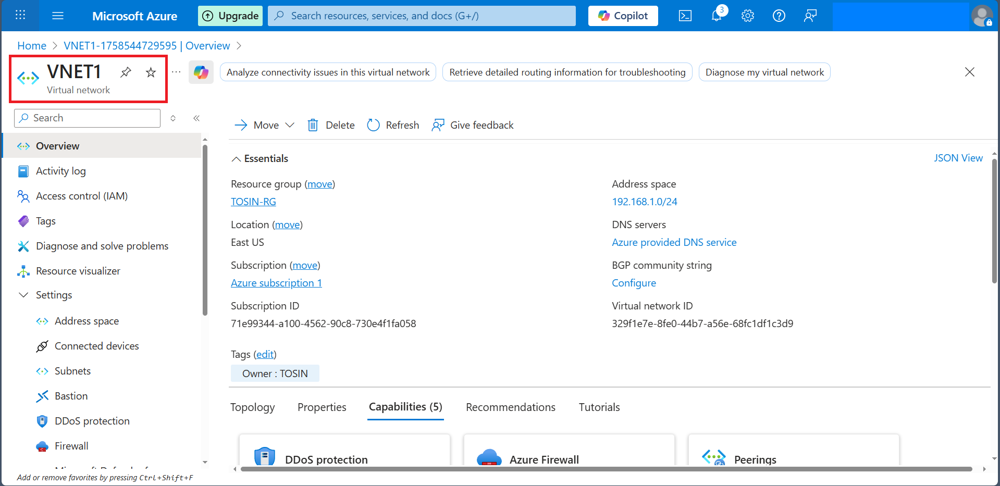 Microsoft Azure
Upgrade
Search resources, services, and docs (G+/)
Copilot
3
Home > VNET1-1758544729595 | Overview >
VNET1
Virtual network
...
Analyze connectivity issues in this virtual network
Retrieve detailed routing information for troubleshooting
Diagnose my virtual network
Search
Overview
Activity log
Access control (IAM)
Tags
Diagnose and solve problems
Resource visualizer
Settings
Address space
Connected devices
Subnets
Bastion
DDoS protection
Firewall
Add or remove favorites by pressing Ctrl+Shift+F
Move
Delete
Refresh
Give feedback
Essentials
JSON View
Resource group (move)
TOSIN-RG
Location (move)
East US
Subscription (move)
Azure subscription 1
Subscription ID
71e99344-a100-4562-90c8-730e4f1fa058
Address space
192.168.1.0/24
DNS servers
Azure provided DNS service
BGP community string
Configure
Virtual network ID
329f1e7e-8fe0-44b7-a56e-68fc1df1c3d9
Tags (edit)
Owner : TOSIN
Topology
Properties
Capabilities (5)
Recommendations
Tutorials
DDoS protection
Azure Firewall
Peerings